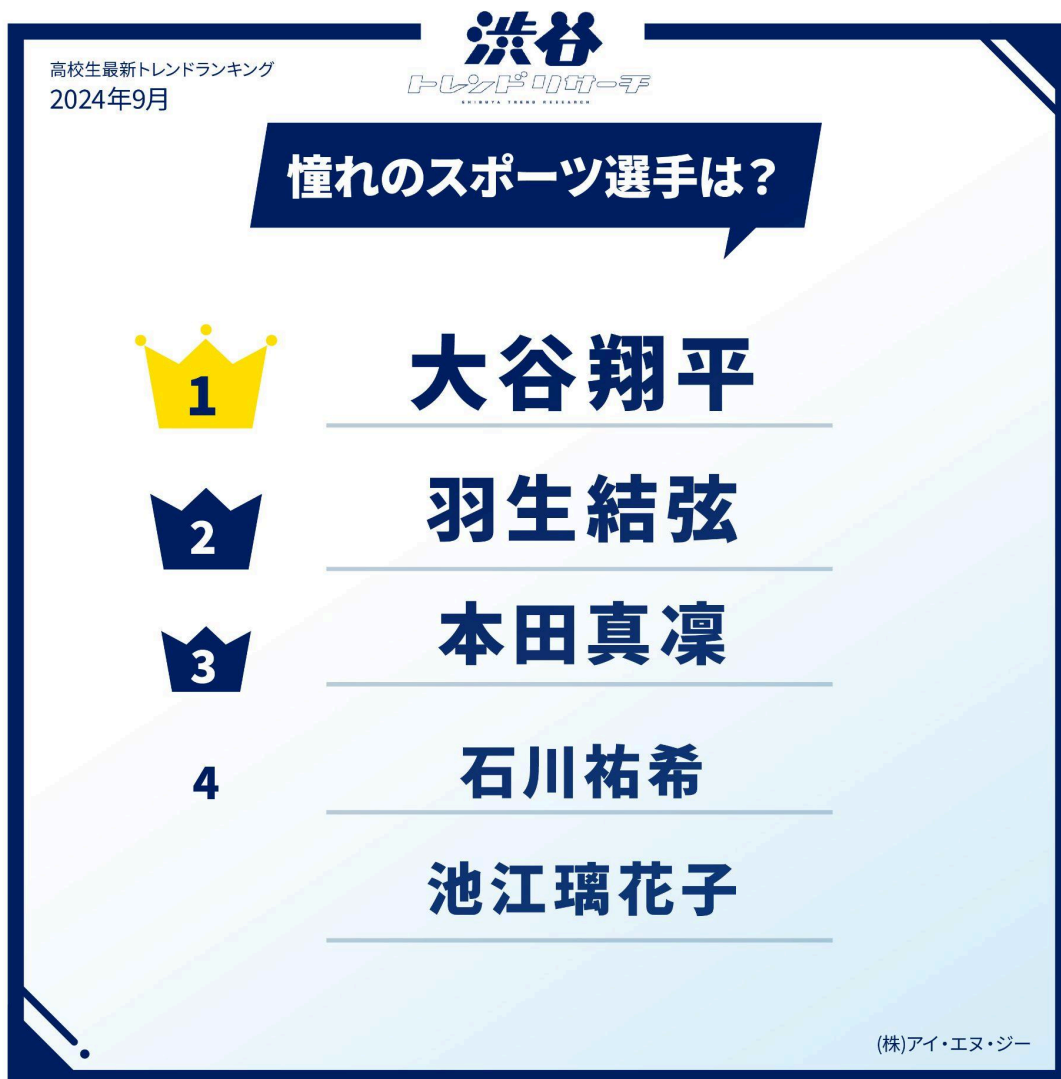 高校生最新トレンドランキング
2024年9月
渋谷
トレンドリサーチ
SHIBUYA TREND RESEARCH
憧れのスポーツ選手は？
1 大谷翔平
2 羽生結弦
3 本田真凜
4 石川祐希
池江璃花子
(株)アイ・エヌ・ジー